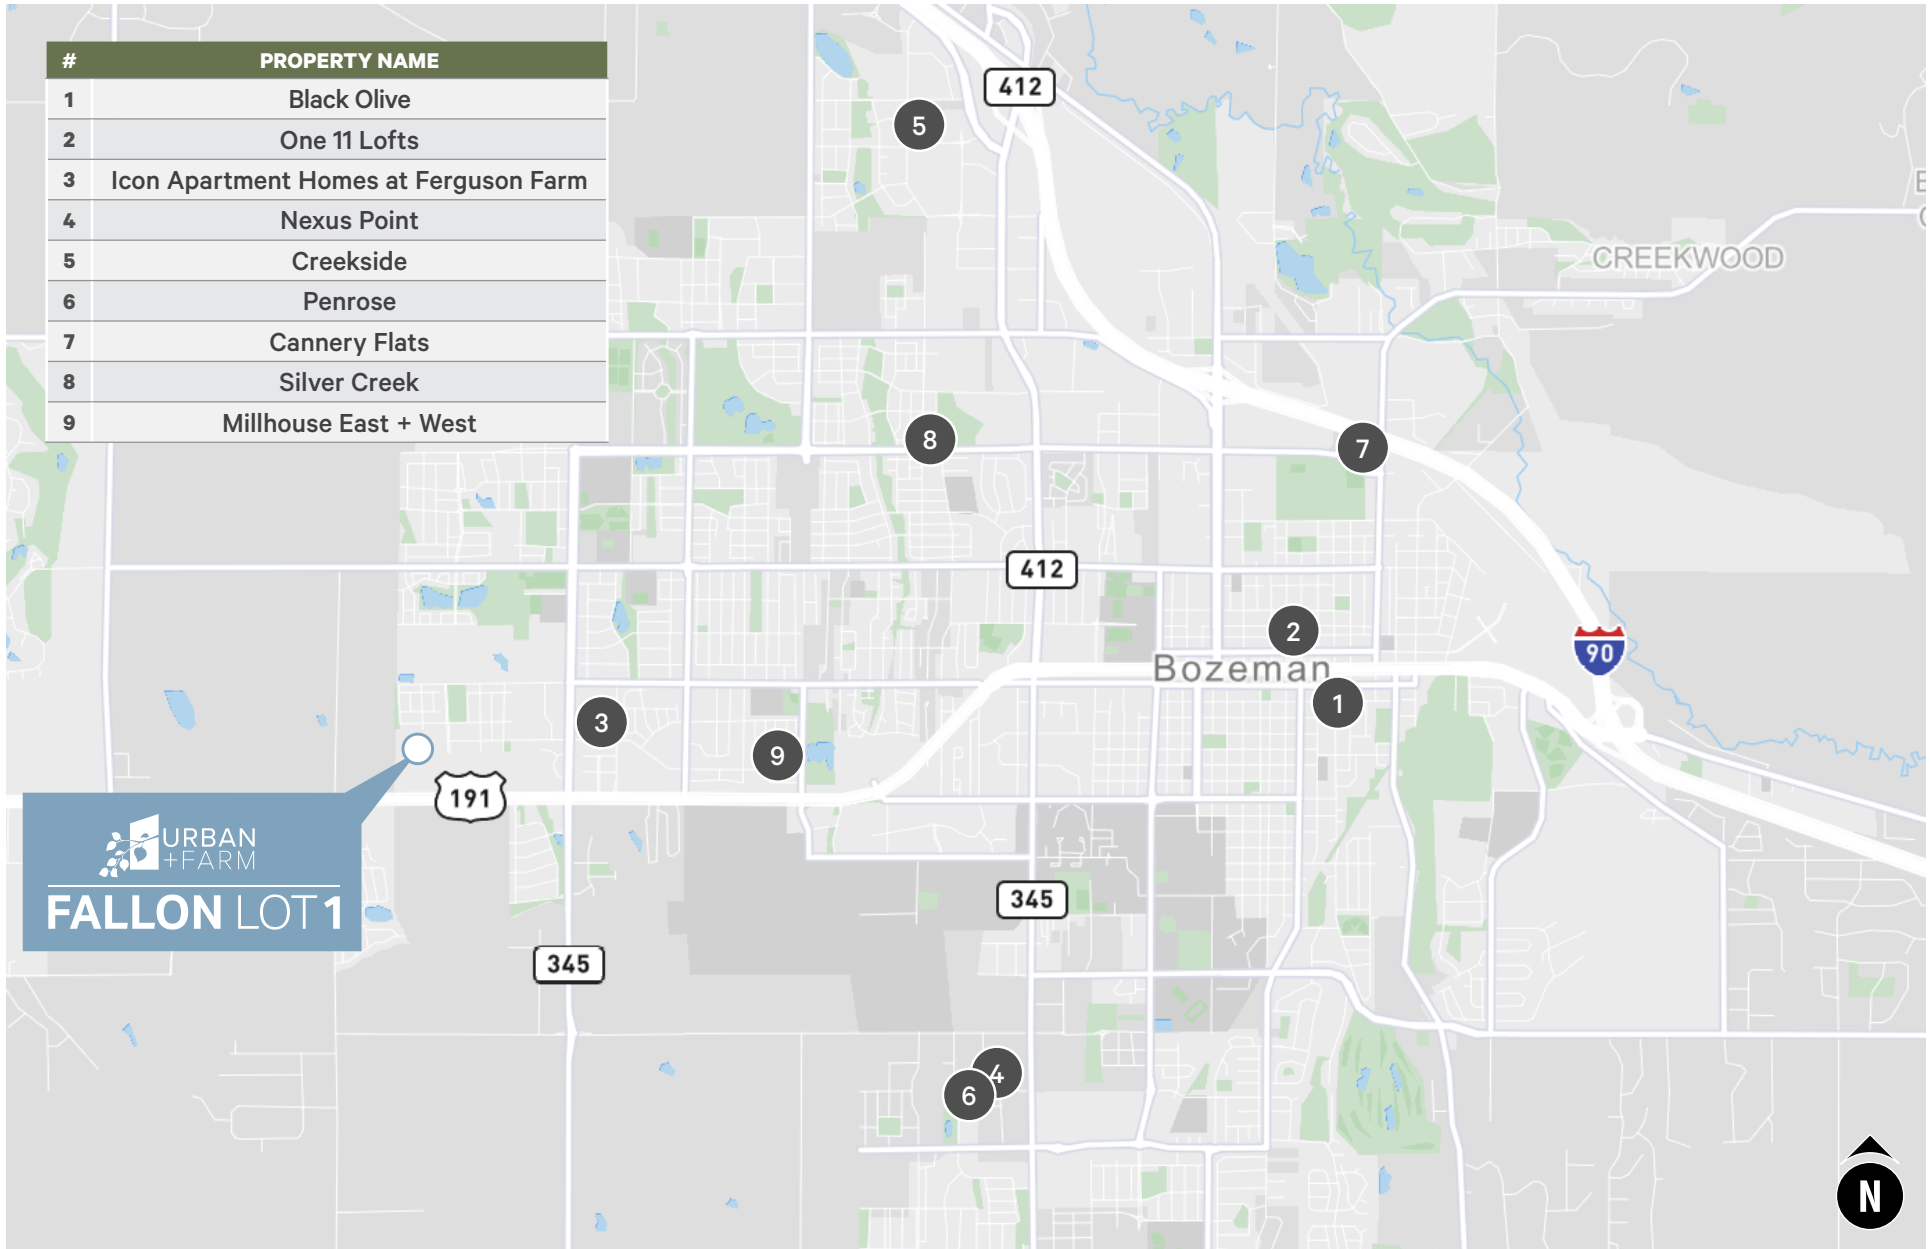 # PROPERTY NAME
1 Black Olive
2 One 11 Lofts
3 Icon Apartment Homes at Ferguson Farm
4 Nexus Point
5 Creekside
6 Penrose
7 Cannery Flats
8 Silver Creek
9 Millhouse East + West
412
5
CREEKWOOD
8
7
412
2
90
Bozeman
1
3
9
191
URBAN
+FARM
FALLON LOT 1
345
345
4
6
N